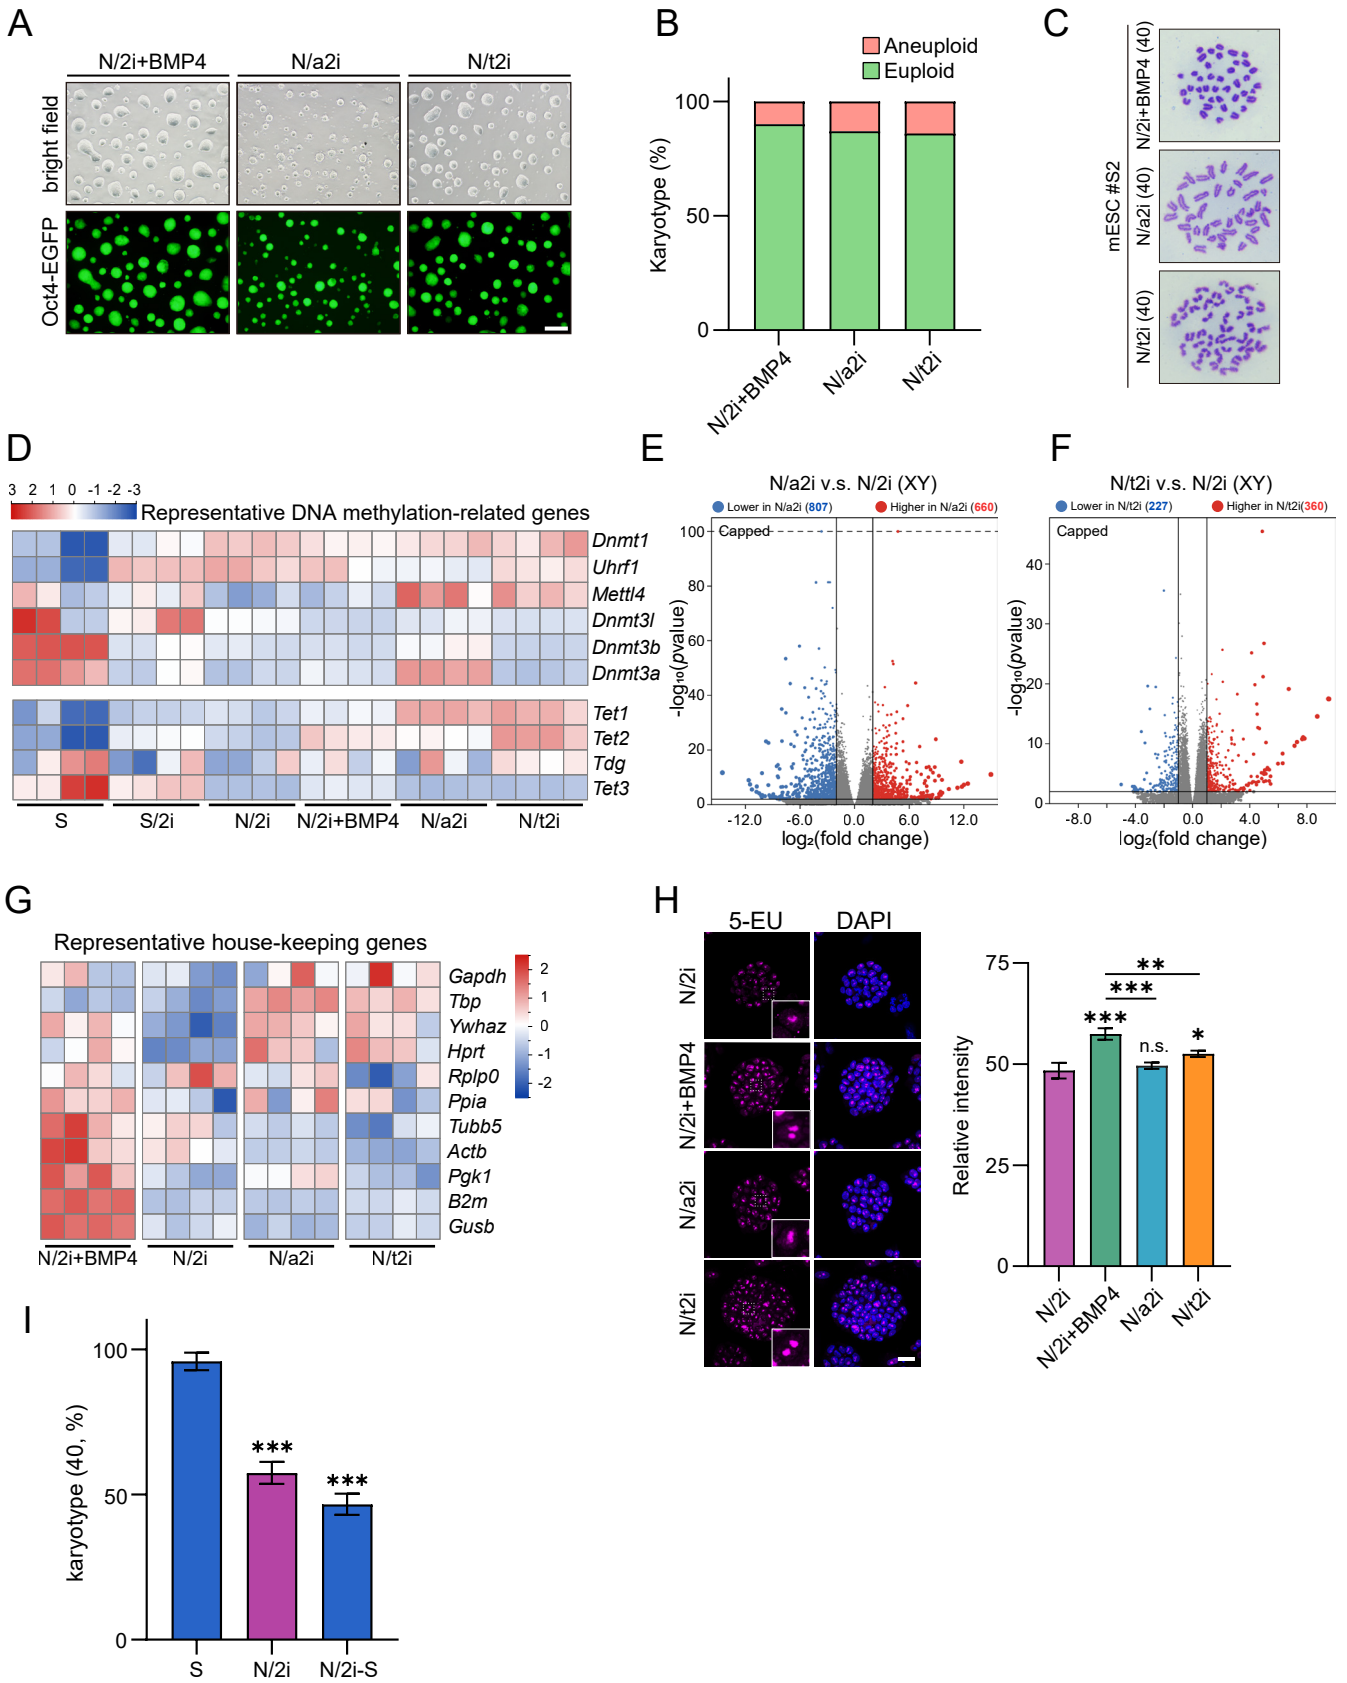 A
N/2i+BMP4
N/a2i
N/t2i
bright field
Oct4-EGFP
B
Aneuploid
Euploid
Karyotype (%)
100
50
0
N/2i+BMP4
N/a2i
N/t2i
C
mESC #S2
N/2i+BMP4 (40)
N/a2i (40)
N/t2i (40)
D
3 2 1 0 -1 -2 -3
Representative DNA methylation-related genes
Dnmt1
Uhrf1
Mettl4
Dnmt3l
Dnmt3b
Dnmt3a
Tet1
Tet2
Tdg
Tet3
S
S/2i
N/2i
N/2i+BMP4
N/a2i
N/t2i
E
N/a2i v.s. N/2i (XY)
Lower in N/a2i (807)
Higher in N/a2i (660)
Capped
-log₁₀(pvalue)
100
80
60
40
20
0
-12.0 -6.0 0.0 6.0 12.0
log₂(fold change)
F
N/t2i v.s. N/2i (XY)
Lower in N/t2i (227)
Higher in N/t2i(360)
Capped
-log₁₀(pvalue)
40
30
20
10
0
-8.0 -4.0 0.0 4.0 8.0
log₂(fold change)
G
Representative house-keeping genes
Gapdh
Tbp
Ywhaz
Hprt
Rplp0
Ppia
Tubb5
Actb
Pgk1
B2m
Gusb
2
1
0
-1
-2
N/2i+BMP4
N/2i
N/a2i
N/t2i
H
5-EU
DAPI
N/2i
N/2i+BMP4
N/a2i
N/t2i
Relative intensity
75
50
25
0
**
***
***
n.s.
*
N/2i
N/2i+BMP4
N/a2i
N/t2i
I
karyotype (40, %)
100
50
0
***
***
S
N/2i
N/2i-S